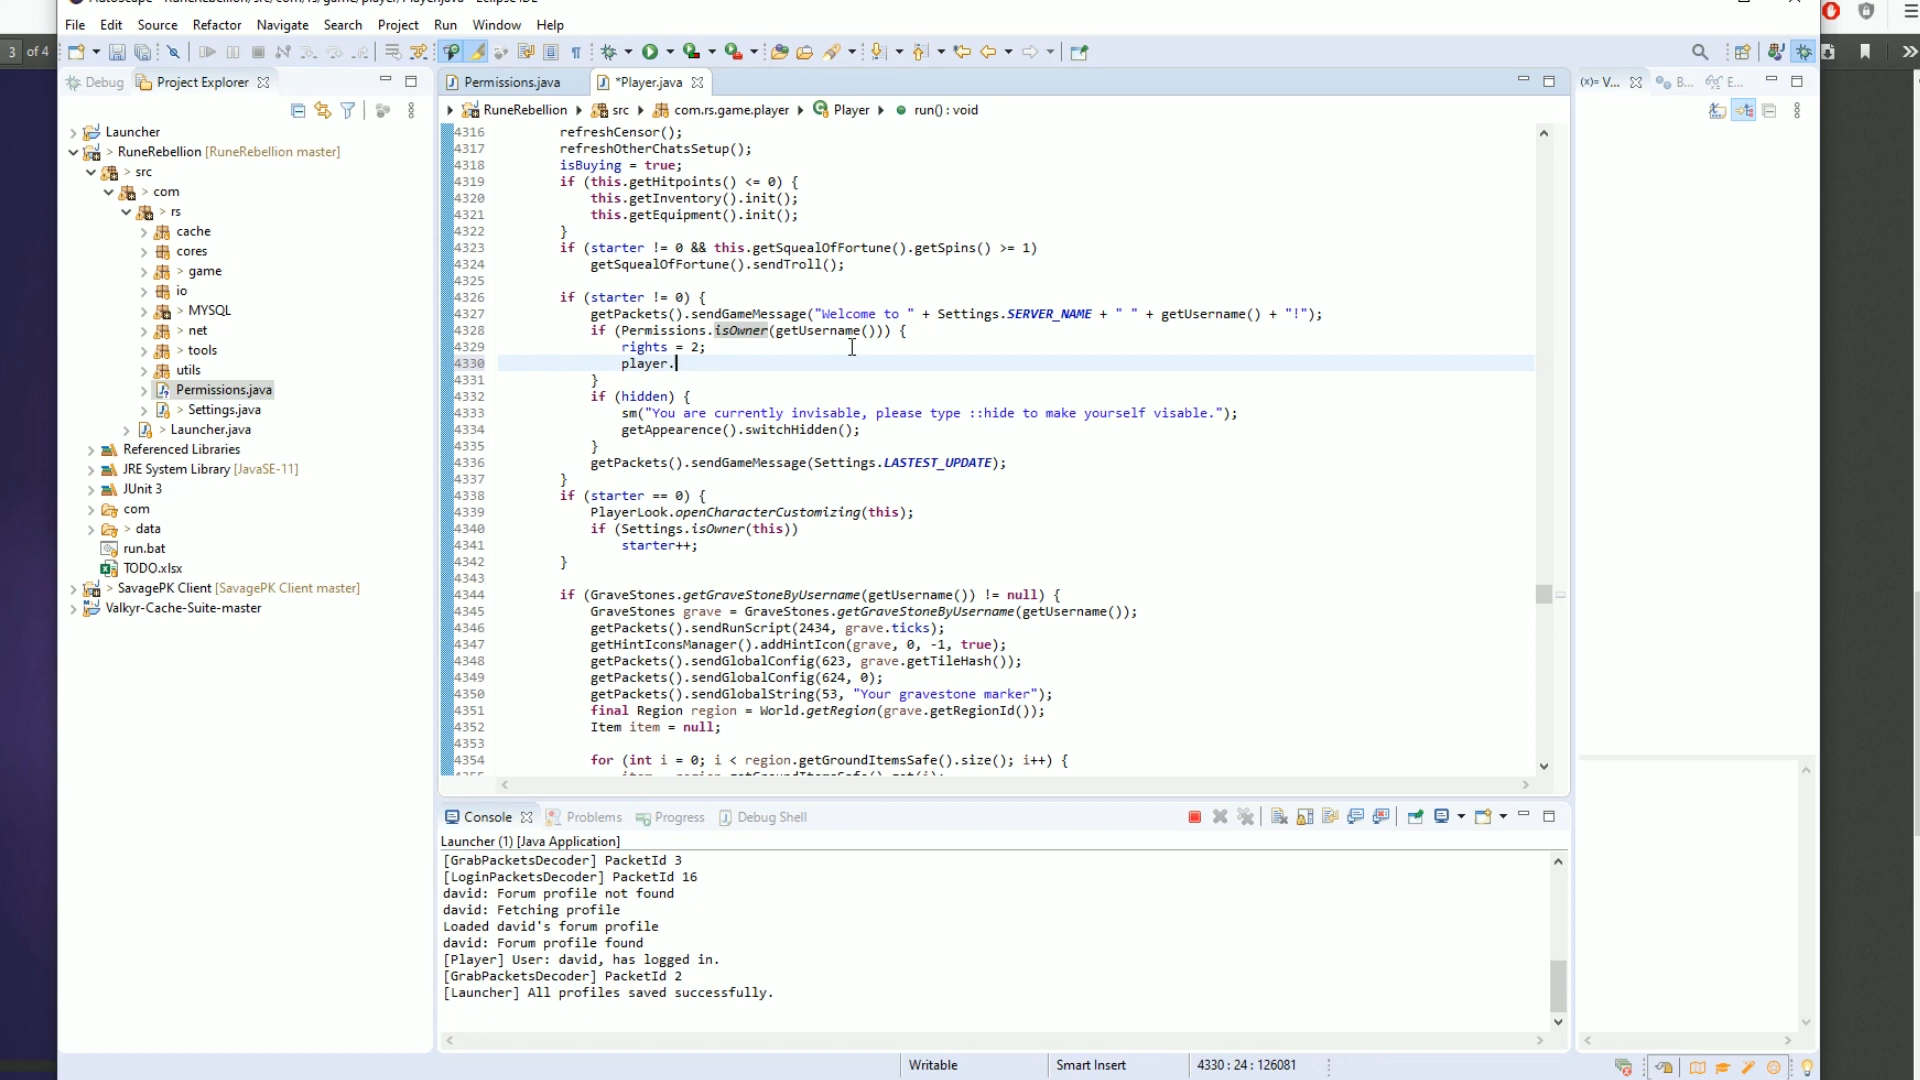 File Edit Source Refactor Navigate Search Project Run Window Help
3 of 4
Debug Project Explorer
Permissions.java *Player.java
(x)= V... B... E...
RuneRebellion src com.rs.game.player Player run() : void
Launcher
> RuneRebellion [RuneRebellion master]
> src
> com
> rs
cache
cores
> game
io
> MYSQL
> net
> tools
utils
Permissions.java
> Settings.java
> Launcher.java
Referenced Libraries
JRE System Library [JavaSE-11]
JUnit 3
com
> data
run.bat
TODO.xlsx
> SavagePK Client [SavagePK Client master]
Valkyr-Cache-Suite-master
4316 refreshCensor();
4317 refreshOtherChatsSetup();
4318 isBuying = true;
4319 if (this.getHitpoints() <= 0) {
4320 this.getInventory().init();
4321 this.getEquipment().init();
4322 }
4323 if (starter != 0 && this.getSquealOfFortune().getSpins() >= 1)
4324 getSquealOfFortune().sendTroll();
4325
4326 if (starter != 0) {
4327 getPackets().sendGameMessage("Welcome to " + Settings.SERVER_NAME + " " + getUsername() + "!");
4328 if (Permissions.isOwner(getUsername())) {
4329 rights = 2;
4330 player.
4331 }
4332 if (hidden) {
4333 sm("You are currently invisable, please type ::hide to make yourself visable.");
4334 getAppearence().switchHidden();
4335 }
4336 getPackets().sendGameMessage(Settings.LASTEST_UPDATE);
4337 }
4338 if (starter == 0) {
4339 PlayerLook.openCharacterCustomizing(this);
4340 if (Settings.isOwner(this))
4341 starter++;
4342 }
4343
4344 if (GraveStones.getGraveStoneByUsername(getUsername()) != null) {
4345 GraveStones grave = GraveStones.getGraveStoneByUsername(getUsername());
4346 getPackets().sendRunScript(2434, grave.ticks);
4347 getHintIconsManager().addHintIcon(grave, 0, -1, true);
4348 getPackets().sendGlobalConfig(623, grave.getTileHash());
4349 getPackets().sendGlobalConfig(624, 0);
4350 getPackets().sendGlobalString(53, "Your gravestone marker");
4351 final Region region = World.getRegion(grave.getRegionId());
4352 Item item = null;
4353
4354 for (int i = 0; i < region.getGroundItemsSafe().size(); i++) {
Console Problems Progress Debug Shell
Launcher (1) [Java Application]
[GrabPacketsDecoder] PacketId 3
[LoginPacketsDecoder] PacketId 16
david: Forum profile not found
david: Fetching profile
Loaded david's forum profile
david: Forum profile found
[Player] User: david, has logged in.
[GrabPacketsDecoder] PacketId 2
[Launcher] All profiles saved successfully.
Writable Smart Insert 4330 : 24 : 126081